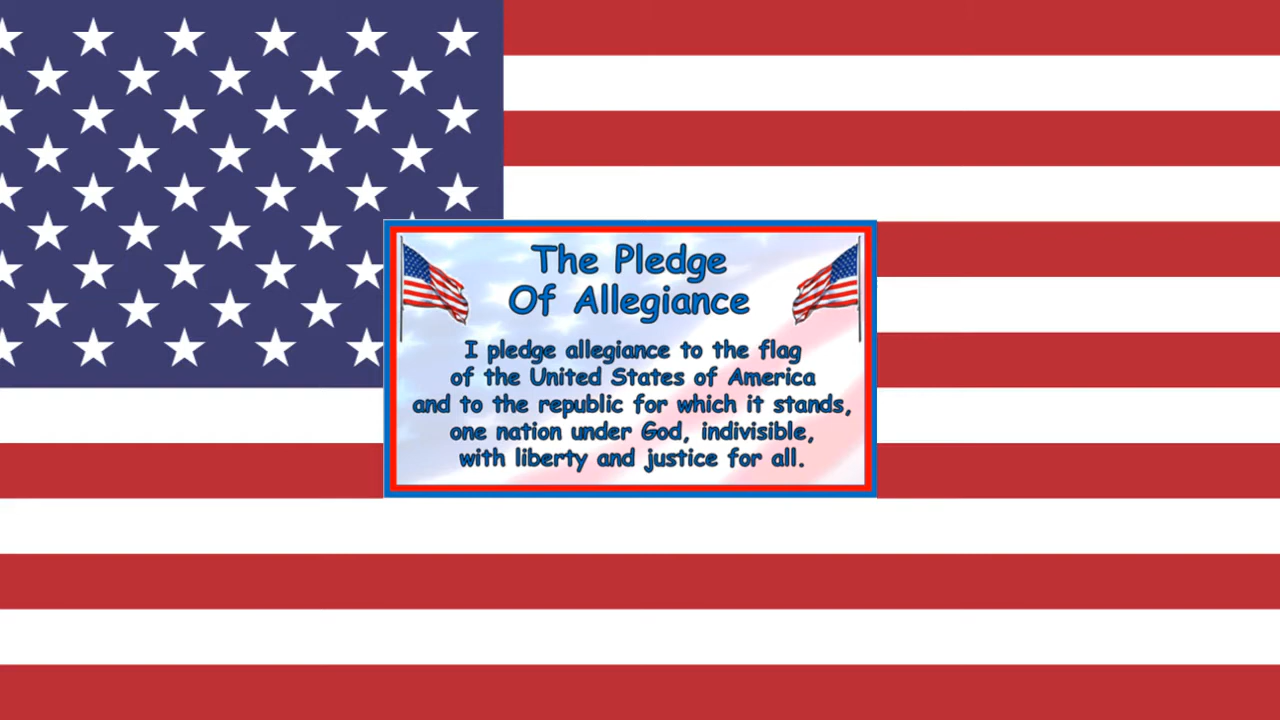 The Pledge
Of Allegiance
I pledge allegiance to the flag
of the United States of America
and to the republic for which it stands,
one nation under God, indivisible,
with liberty and justice for all.